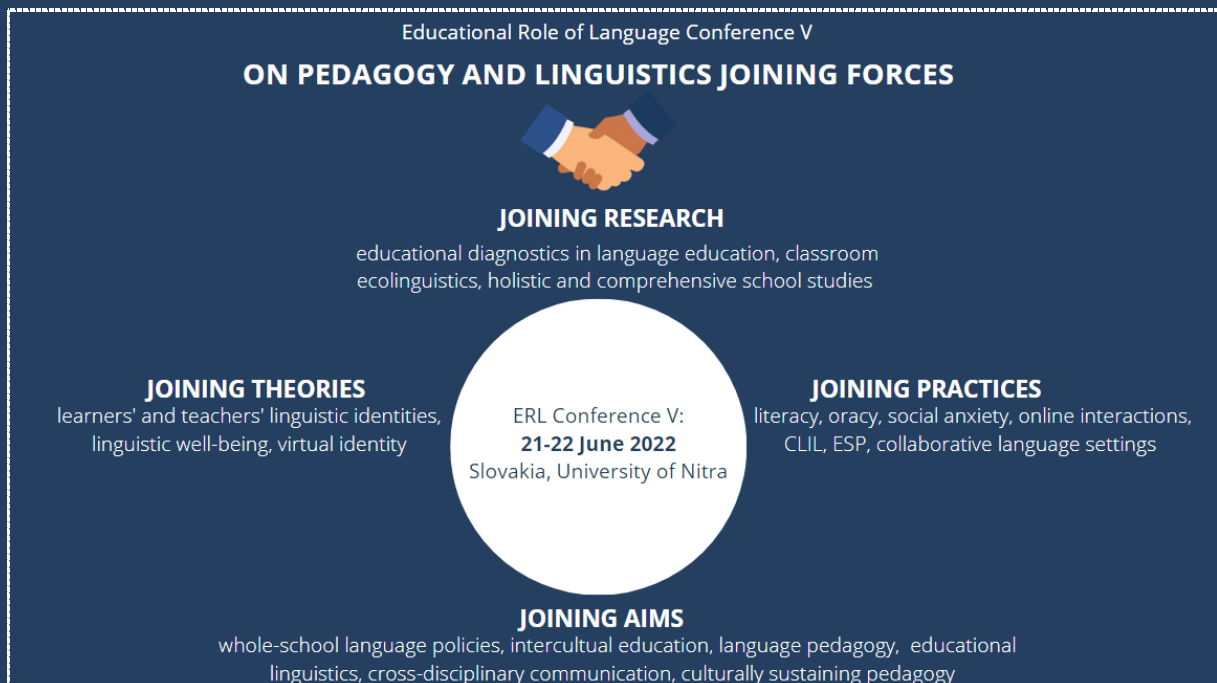 Educational Role of Language Conference V
ON PEDAGOGY AND LINGUISTICS JOINING FORCES
JOINING RESEARCH
educational diagnostics in language education, classroom
ecolinguistics, holistic and comprehensive school studies
JOINING THEORIES
learners' and teachers' linguistic identities,
linguistic well-being, virtual identity
ERL Conference V:
21-22 June 2022
Slovakia, University of Nitra
JOINING PRACTICES
literacy, oracy, social anxiety, online interactions,
CLIL, ESP, collaborative language settings
JOINING AIMS
whole-school language policies, intercultual education, language pedagogy, educational
linguistics, cross-disciplinary communication, culturally sustaining pedagogy